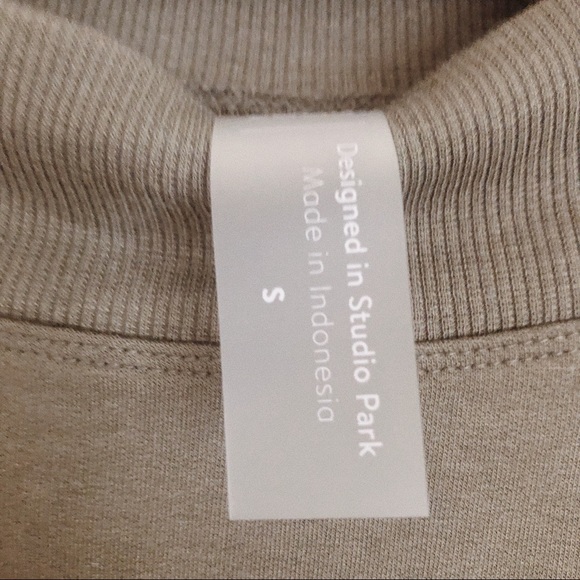 Designed in Studio Park
Made in Indonesia
S